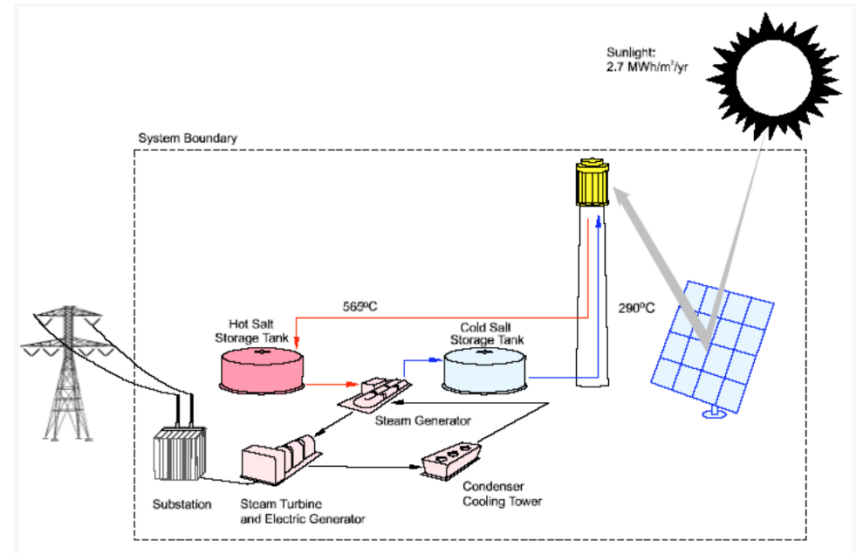 Sunlight:
2.7 MWh/m²/yr
System Boundary
565ºC
290ºC
Hot Salt
Storage Tank
Cold Salt
Storage Tank
Steam Generator
Condenser
Cooling Tower
Substation
Steam Turbine
and Electric Generator